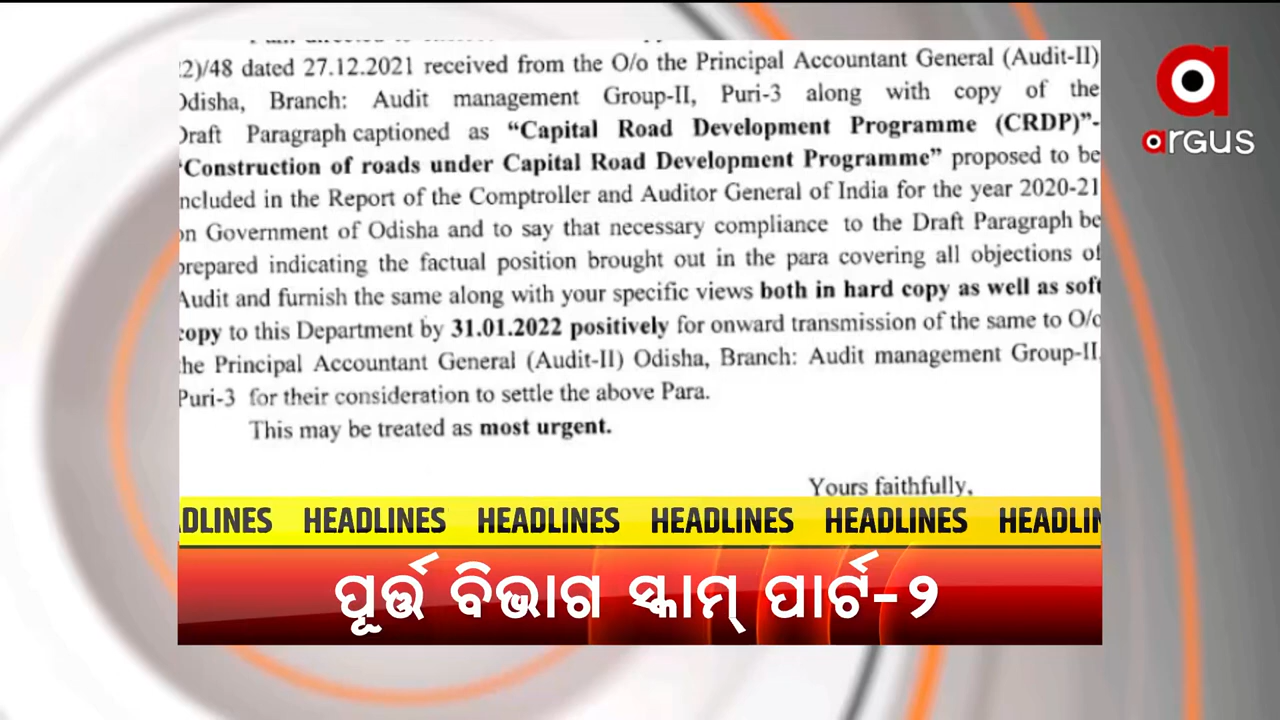 2)/48 dated 27.12.2021 received from the O/o the Principal Accountant General (Audit-II)
Odisha, Branch: Audit management Group-II, Puri-3 along with copy of the
Draft Paragraph captioned as “Capital Road Development Programme (CRDP)”-
“Construction of roads under Capital Road Development Programme” proposed to be
included in the Report of the Comptroller and Auditor General of India for the year 2020-21
on Government of Odisha and to say that necessary compliance to the Draft Paragraph be
prepared indicating the factual position brought out in the para covering all objections of
Audit and furnish the same along with your specific views both in hard copy as well as soft
copy to this Department by 31.01.2022 positively for onward transmission of the same to O/o
the Principal Accountant General (Audit-II) Odisha, Branch: Audit management Group-II,
Puri-3 for their consideration to settle the above Para.
This may be treated as most urgent.
Yours faithfully,
ADLINES HEADLINES HEADLINES HEADLINES HEADLINES HEADLIN
ପୂର୍ତ୍ତ ବିଭାଗ ସ୍କାମ୍ ପାର୍ଟ-୨
argus